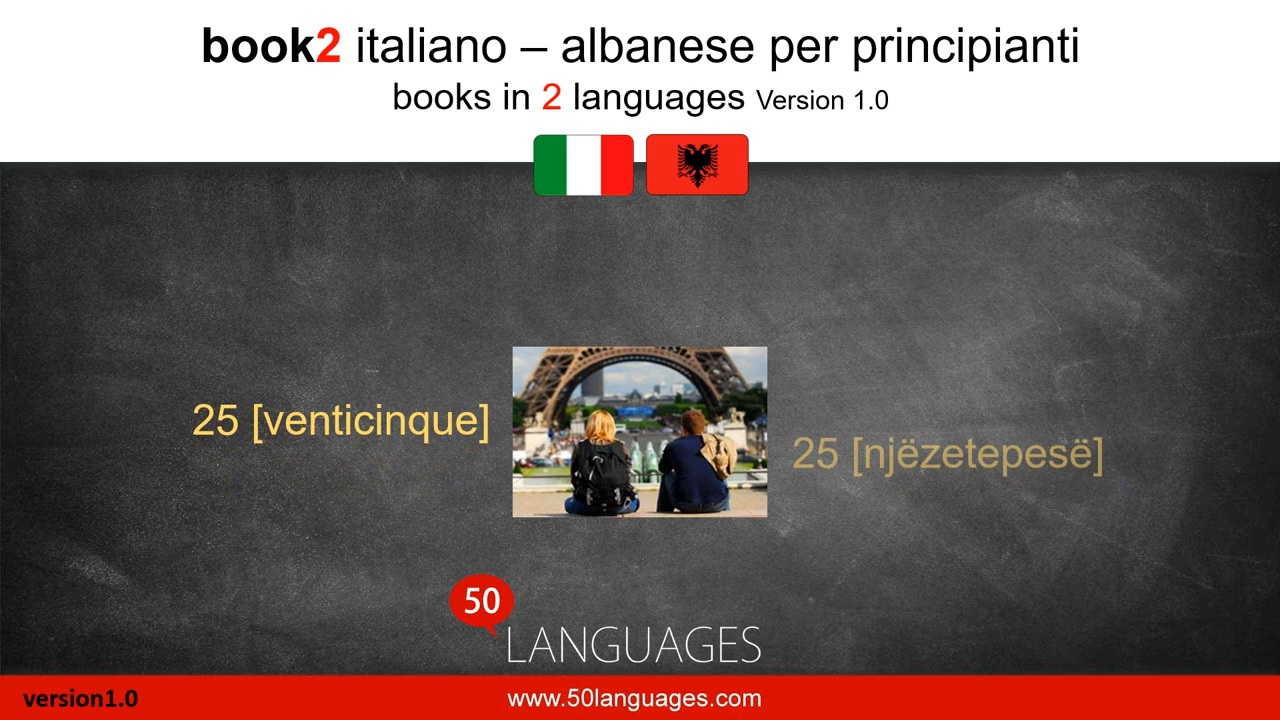 book2 italiano – albanese per principianti
books in 2 languages Version 1.0
25 [venticinque]
25 [njëzetepesë]
50
LANGUAGES
version1.0
www.50languages.com